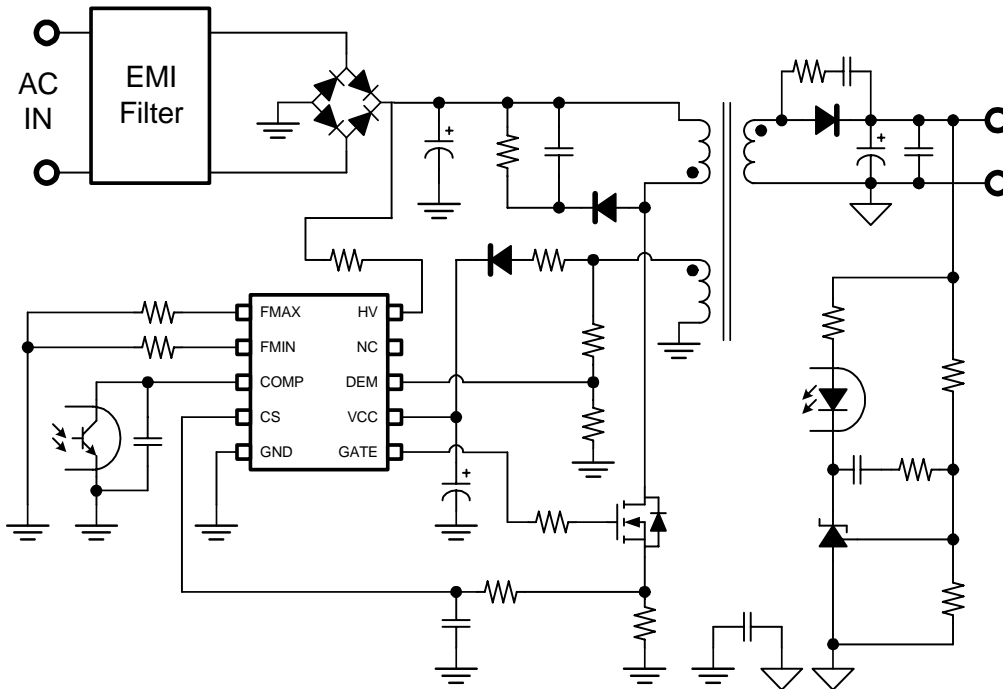 AC
IN
EMI
Filter
+
+
FMAX
HV
FMIN
NC
COMP
DEM
CS
VCC
GND
GATE
+